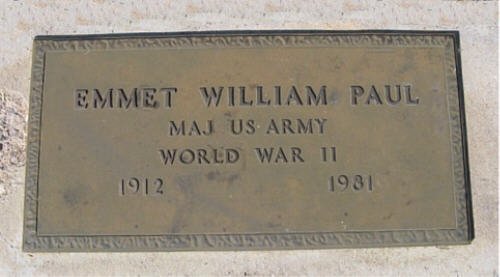 EMMET WILLIAM PAUL
MAJ US ARMY
WORLD WAR II
1912 1981